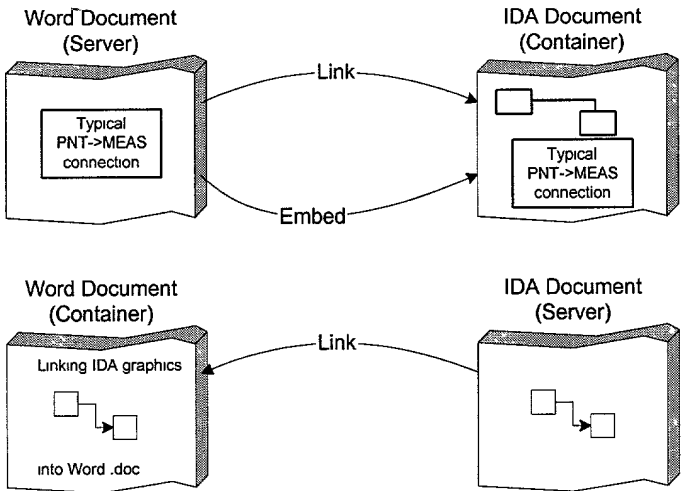 Word Document
(Server)
IDA Document
(Container)
Link
Typical
PNT->MEAS
connection
Typical
PNT->MEAS
connection
Embed
Word Document
(Container)
IDA Document
(Server)
Link
Linking IDA graphics
into Word .doc